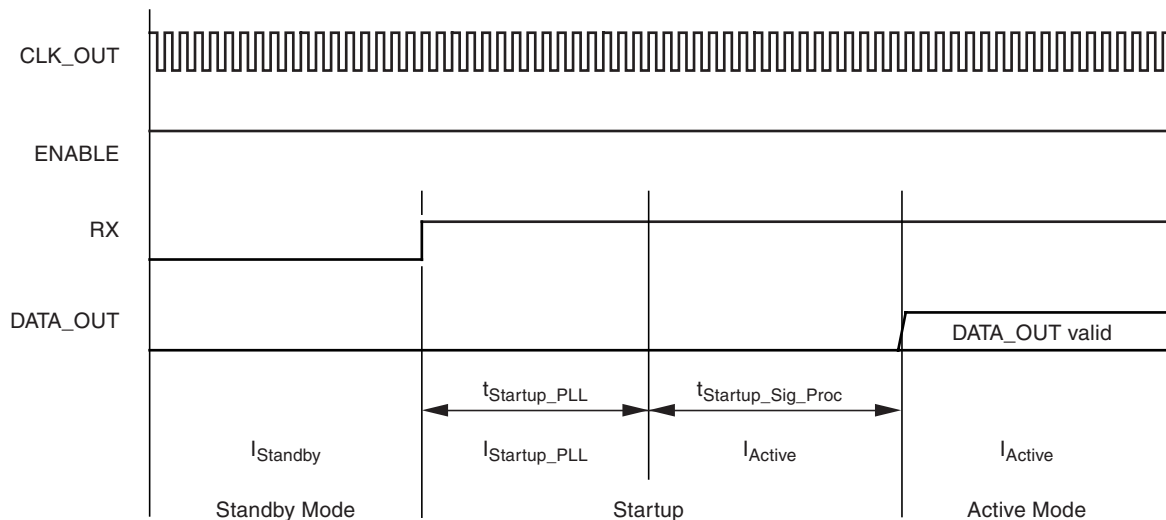 CLK_OUT
ENABLE
RX
DATA_OUT
DATA_OUT valid
tStartup_PLL
tStartup_Sig_Proc
IStandby
IStartup_PLL
IActive
IActive
Standby Mode
Startup
Active Mode